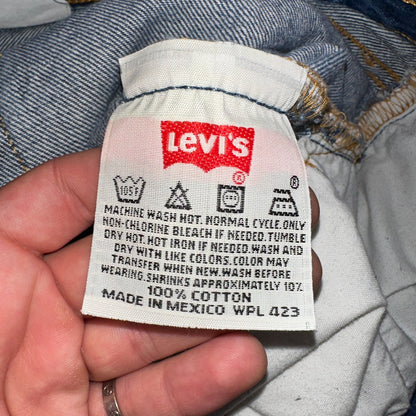 LEVI'S
®
105F
®
MACHINE WASH HOT. NORMAL CYCLE. ONLY
NON-CHLORINE BLEACH IF NEEDED. TUMBLE
DRY HOT. HOT IRON IF NEEDED. WASH AND
DRY WITH LIKE COLORS. COLOR MAY
TRANSFER WHEN NEW. WASH BEFORE
WEARING. SHRINKS APPROXIMATELY 10%
100% COTTON
MADE IN MEXICO WPL 423